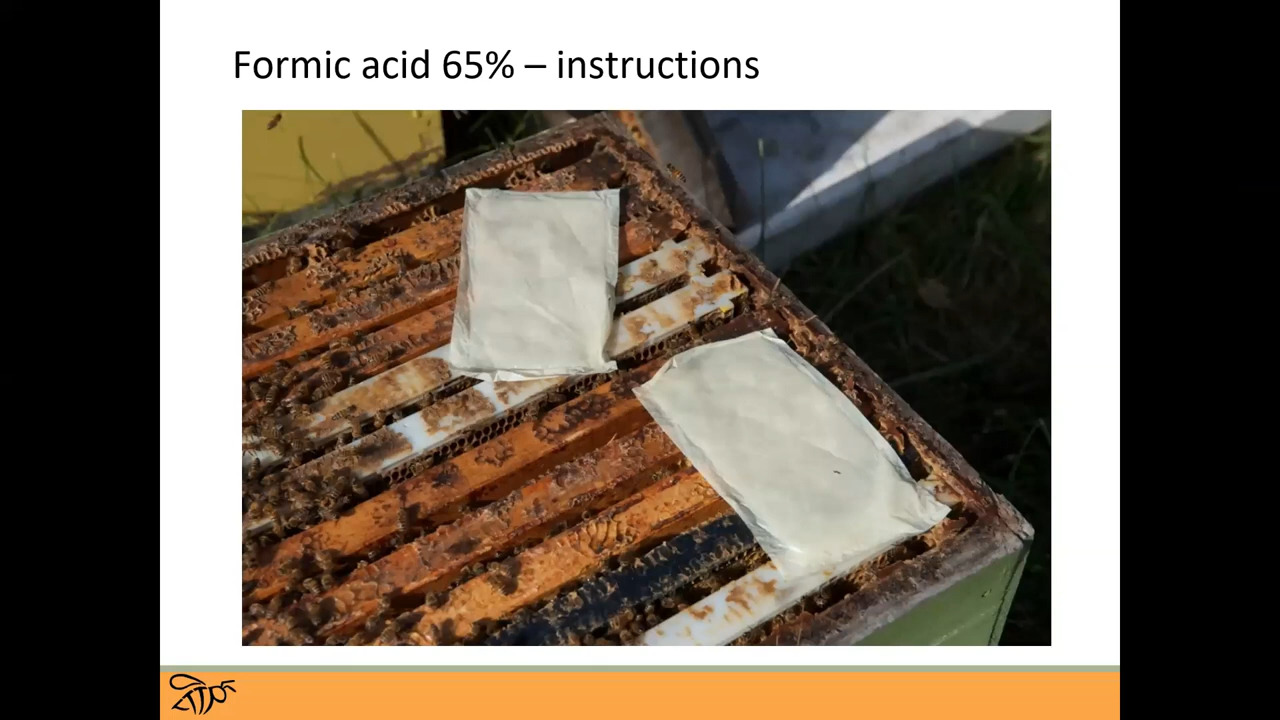 Formic acid 65% – instructions